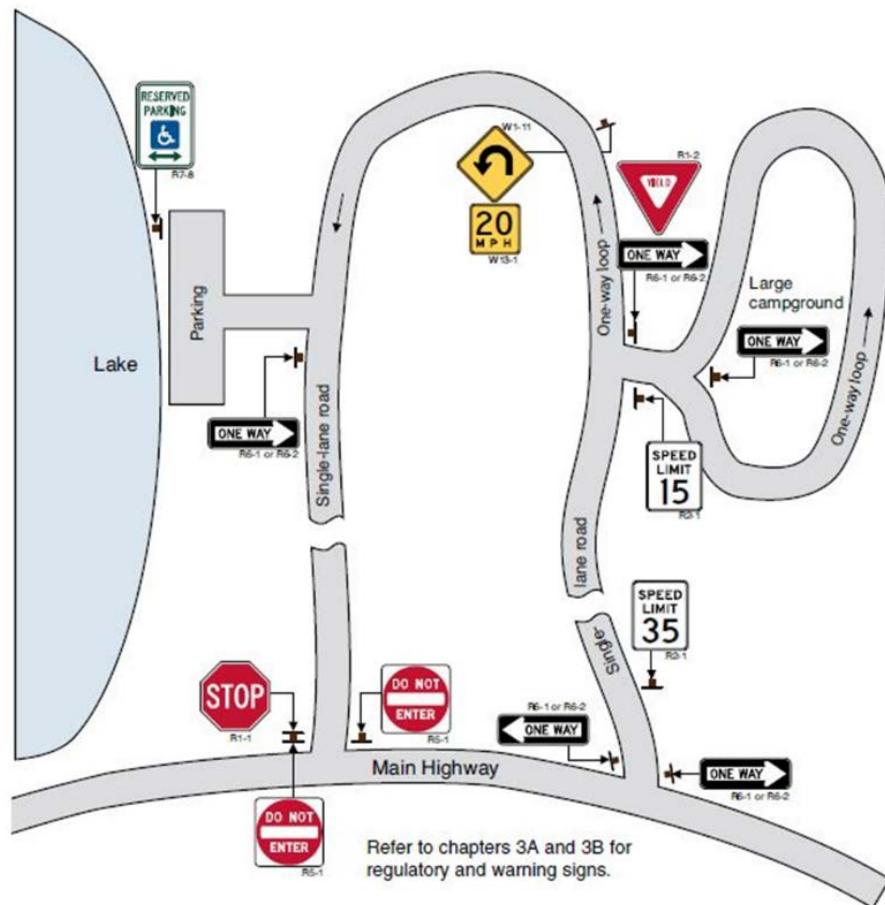 RESERVED
PARKING
R7-8
W1-11
20
MPH
W13-1
R1-2
YIELD
ONE WAY
R6-1 or R6-2
Large
campground
ONE WAY
R6-1 or R6-2
One-way loop
One-way loop
Parking
Lake
ONE WAY
R6-1 or R6-2
Single-lane road
SPEED
LIMIT
15
R2-1
lane road
Single-
SPEED
LIMIT
35
R2-1
STOP
R1-1
DO NOT
ENTER
R5-1
R6-1 or R6-2
ONE WAY
Main Highway
ONE WAY
R6-1 or R6-2
DO NOT
ENTER
R5-1
Refer to chapters 3A and 3B for
regulatory and warning signs.